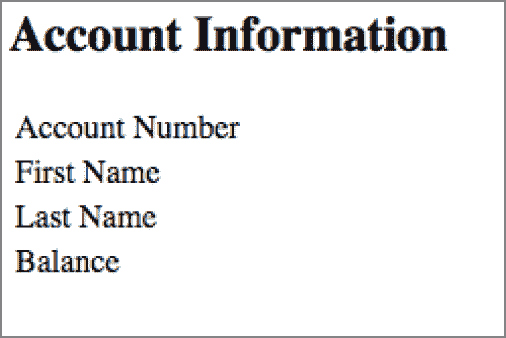 Account Information
Account Number
First Name
Last Name
Balance